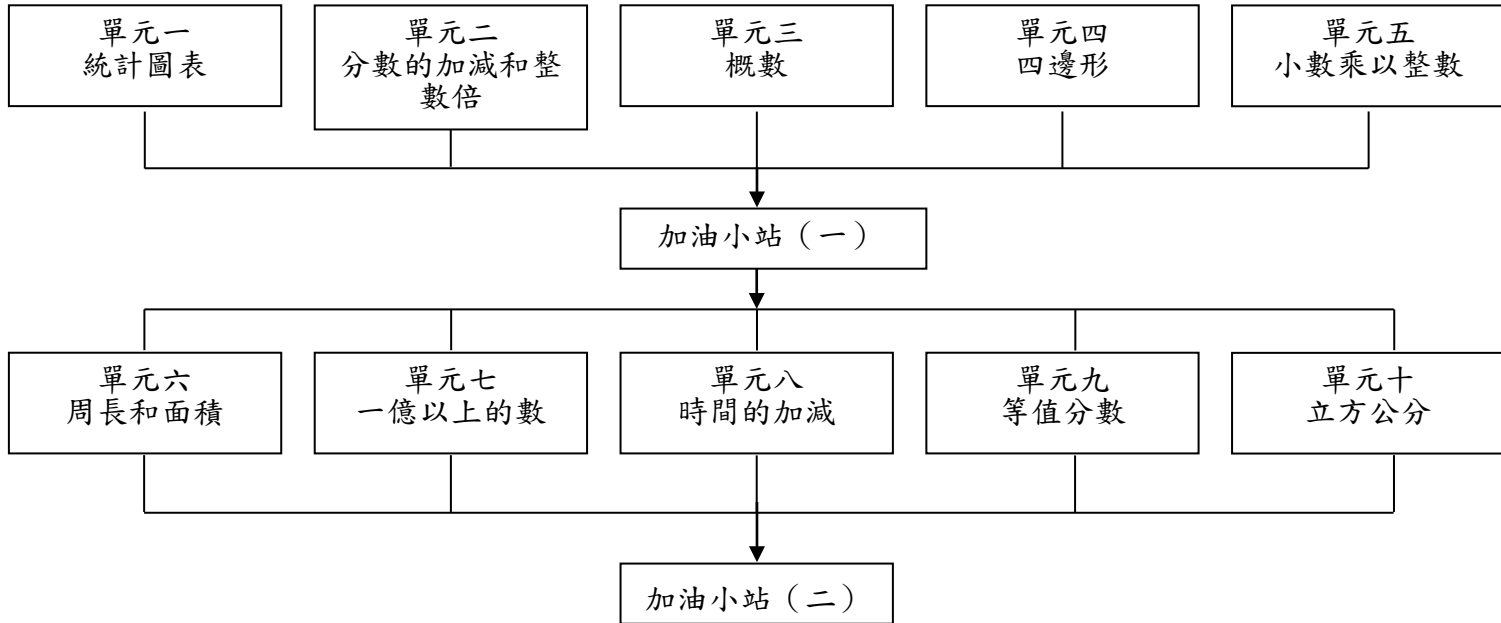 單元一
統計圖表
單元二
分數的加減和整
數倍
單元三
概數
單元四
四邊形
單元五
小數乘以整數
加油小站（一）
單元六
周長和面積
單元七
一億以上的數
單元八
時間的加減
單元九
等值分數
單元十
立方公分
加油小站（二）